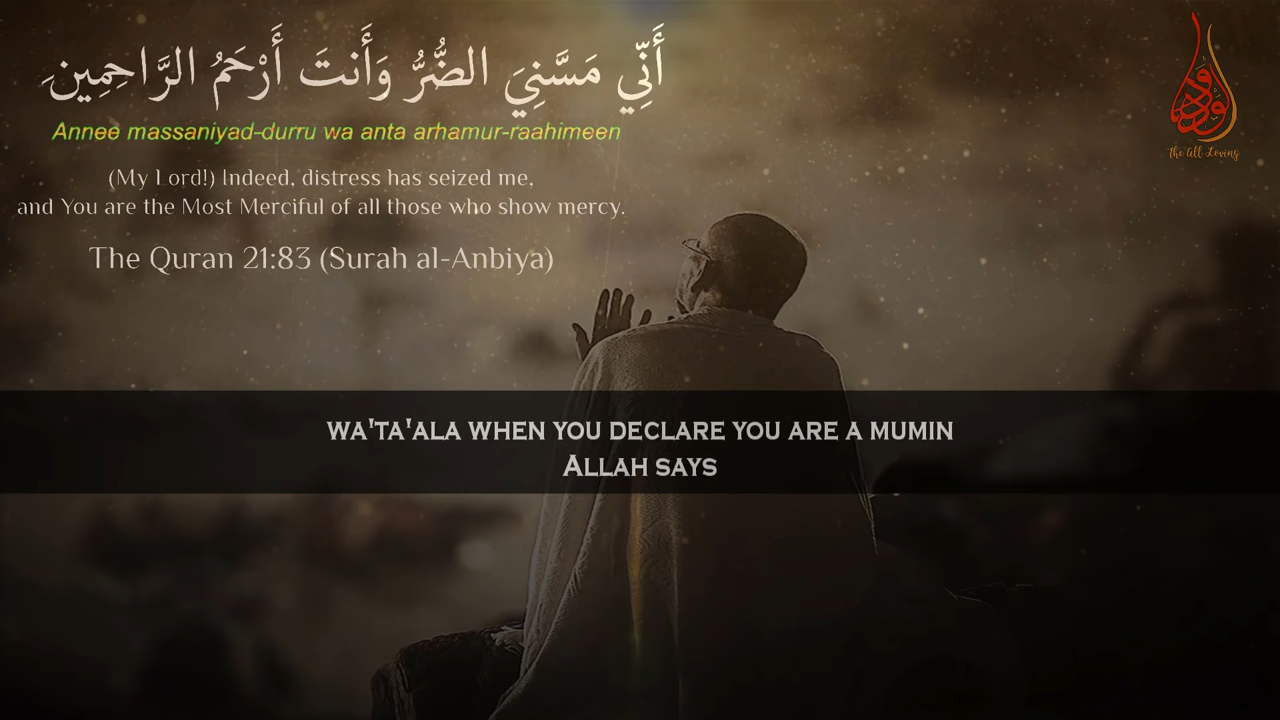 أَنِّي مَسَّنِيَ الضُّرُّ وَأَنتَ أَرْحَمُ الرَّاحِمِينَ
Annee massaniyad-durru wa anta arhamur-raahimeen
(My Lord!) Indeed, distress has seized me,
and You are the Most Merciful of all those who show mercy.
The Quran 21:83 (Surah al-Anbiya)
الودود
The All Loving
WA'TA'ALA WHEN YOU DECLARE YOU ARE A MUMIN
ALLAH SAYS